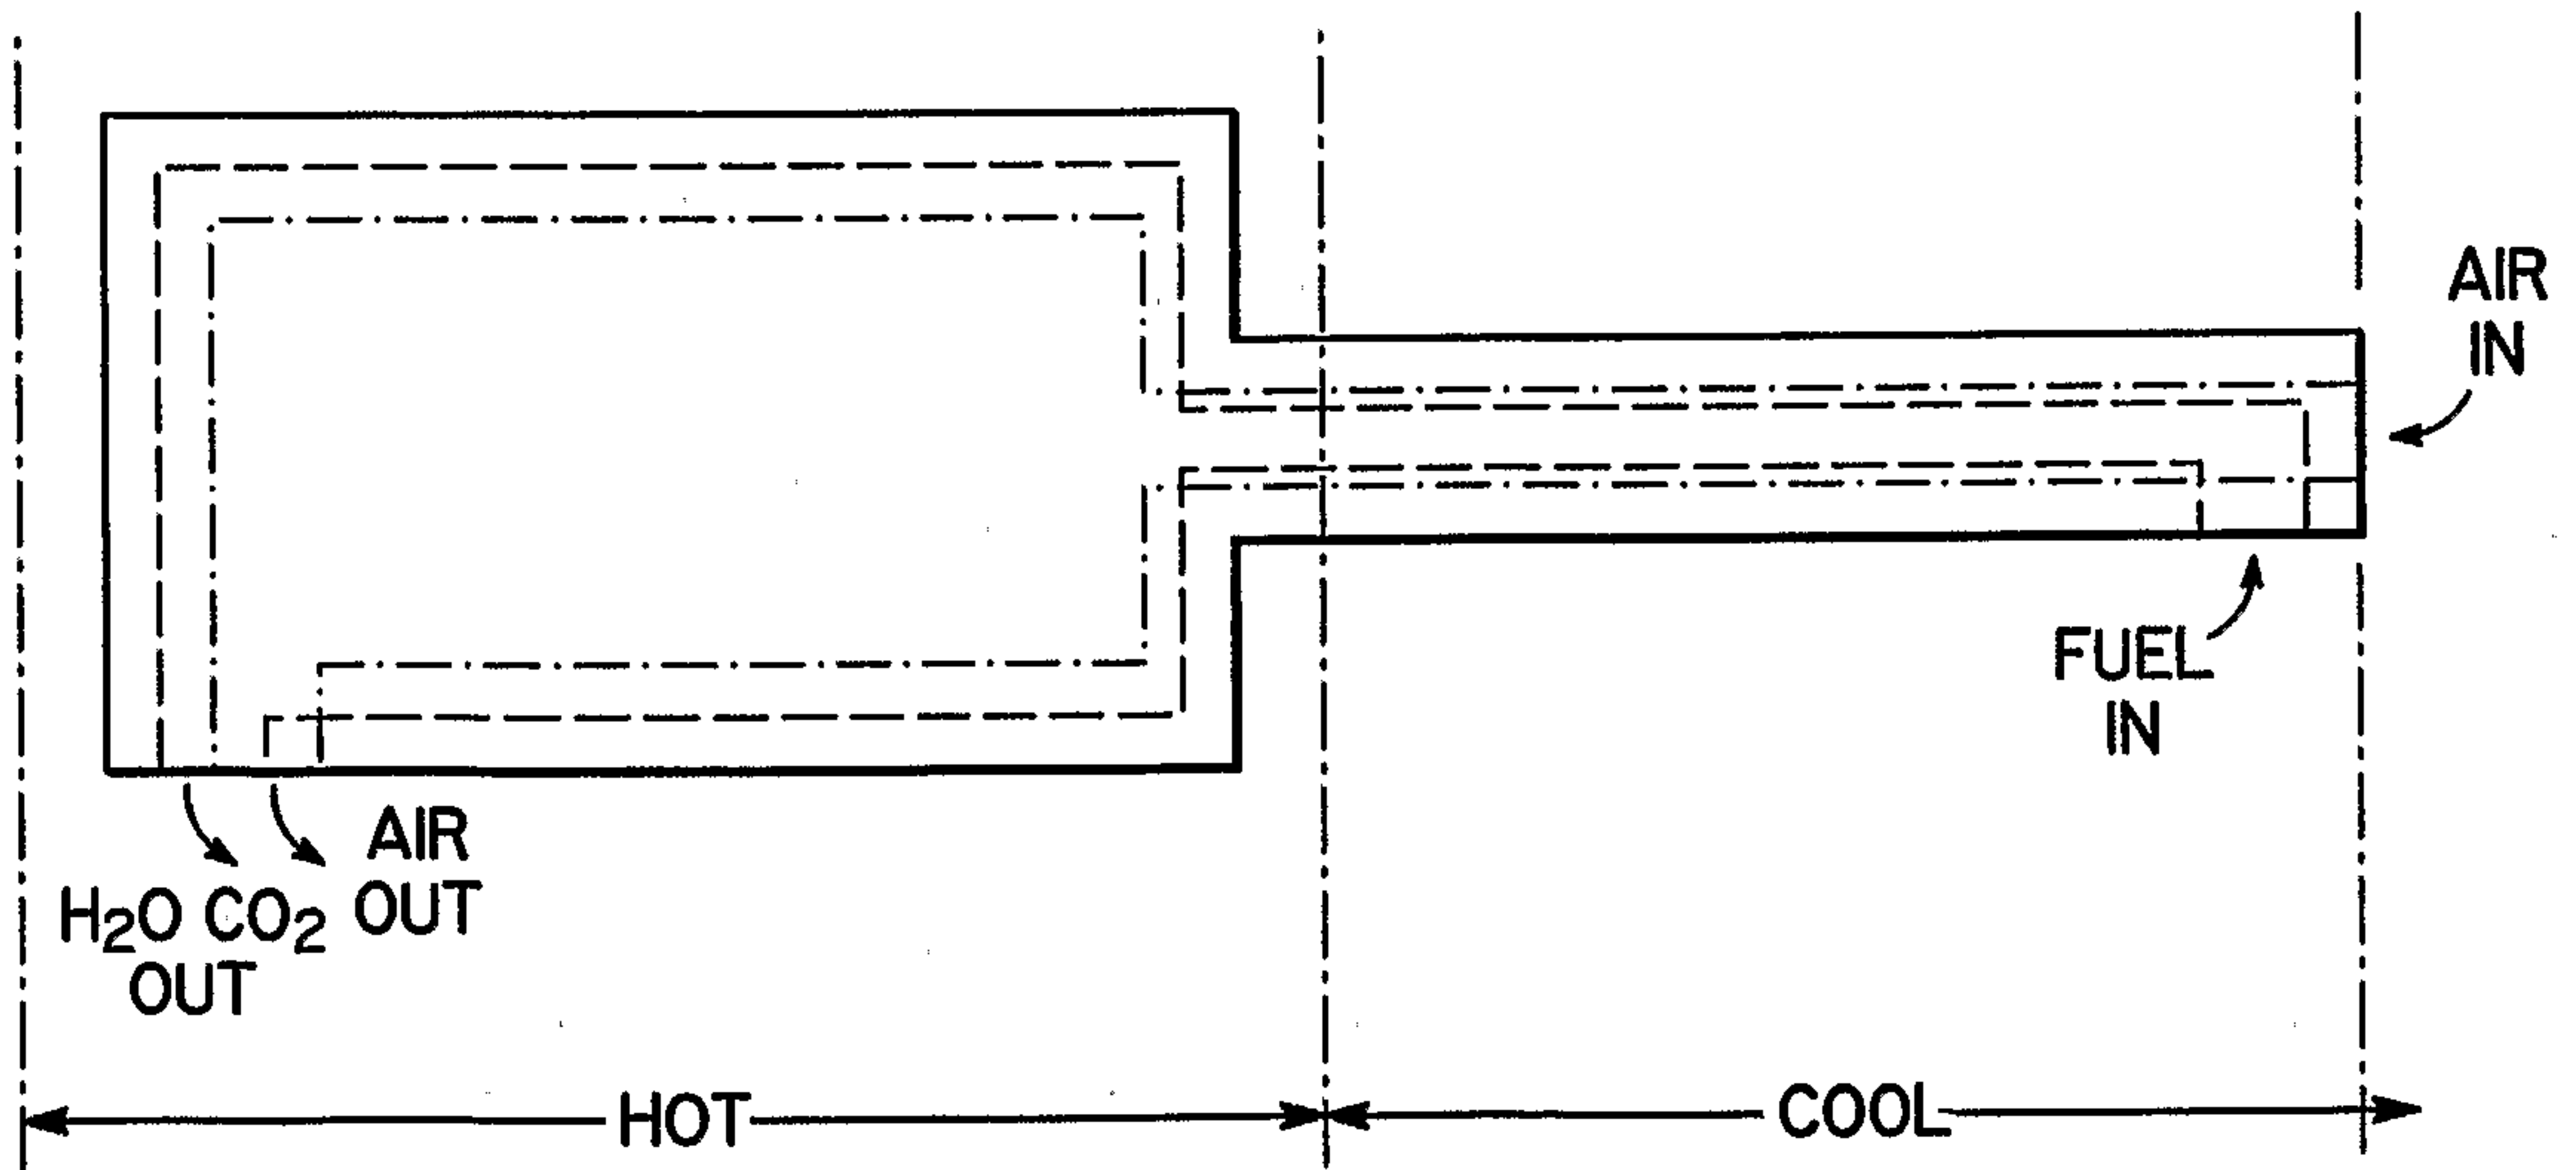 AIR
IN
FUEL
IN
AIR
OUT
H₂O CO₂
OUT
HOT
COOL